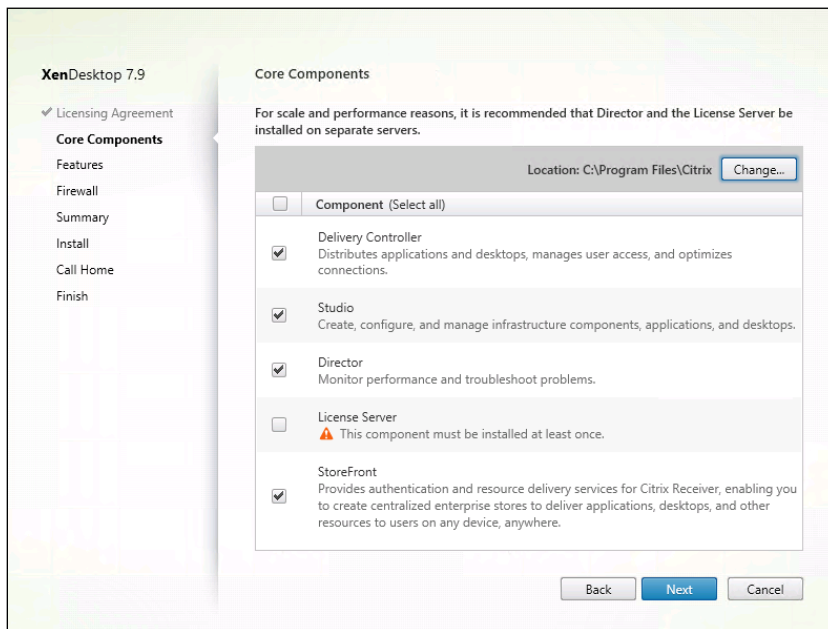 XenDesktop 7.9
Licensing Agreement
Core Components
Features
Firewall
Summary
Install
Call Home
Finish
Core Components
For scale and performance reasons, it is recommended that Director and the License Server be
installed on separate servers.
Location: C:\Program Files\Citrix Change...
Component (Select all)
Delivery Controller
Distributes applications and desktops, manages user access, and optimizes
connections.
Studio
Create, configure, and manage infrastructure components, applications, and desktops.
Director
Monitor performance and troubleshoot problems.
License Server
This component must be installed at least once.
StoreFront
Provides authentication and resource delivery services for Citrix Receiver, enabling you
to create centralized enterprise stores to deliver applications, desktops, and other
resources to users on any device, anywhere.
Back Next Cancel